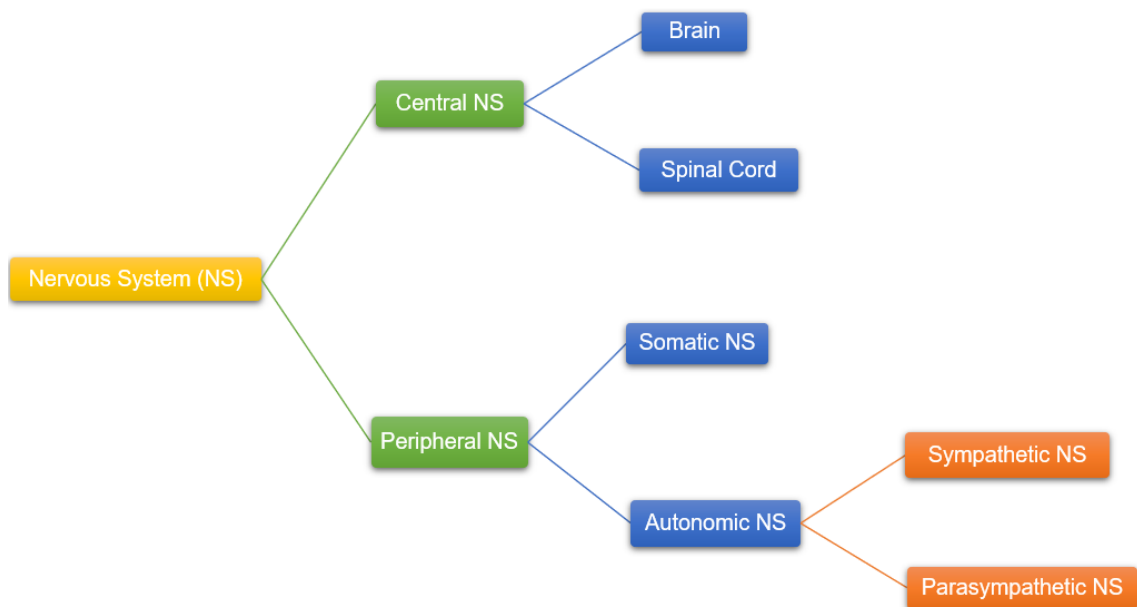 Brain
Central NS
Spinal Cord
Nervous System (NS)
Somatic NS
Peripheral NS
Sympathetic NS
Autonomic NS
Parasympathetic NS